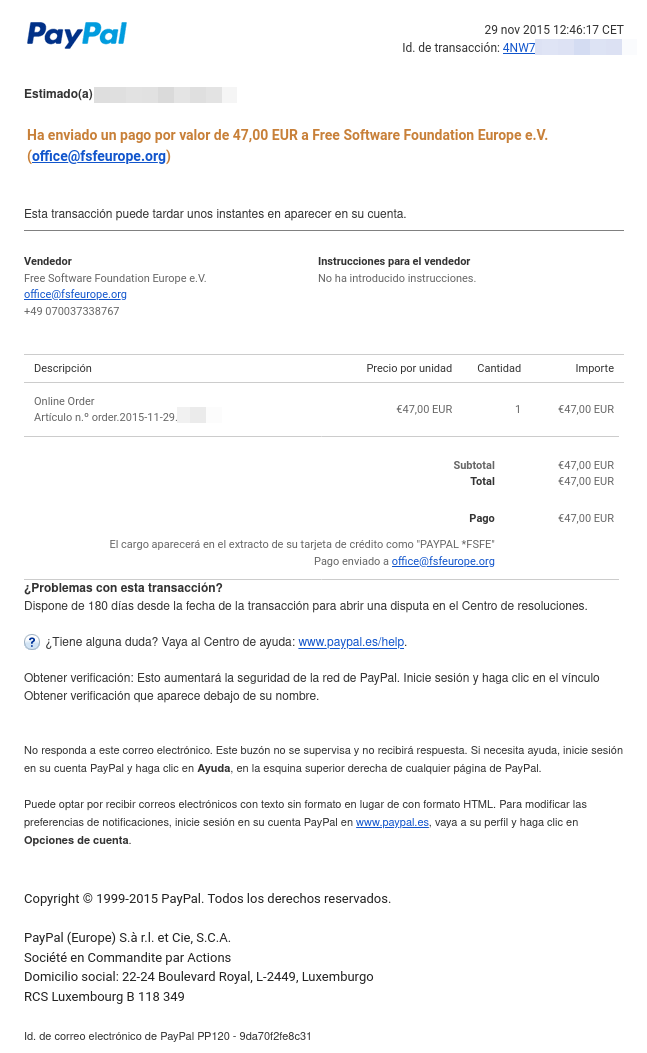 PayPal
29 nov 2015 12:46:17 CET
Id. de transacción: 4NW7
Estimado(a)
Ha enviado un pago por valor de 47,00 EUR a Free Software Foundation Europe e.V.
(office@fsfeurope.org)
Esta transacción puede tardar unos instantes en aparecer en su cuenta.
Vendedor
Free Software Foundation Europe e.V.
office@fsfeurope.org
+49 070037338767
Instrucciones para el vendedor
No ha introducido instrucciones.
Descripción Precio por unidad Cantidad Importe
Online Order
Artículo n.º order.2015-11-29.
€47,00 EUR 1 €47,00 EUR
Subtotal €47,00 EUR
Total €47,00 EUR
Pago €47,00 EUR
El cargo aparecerá en el extracto de su tarjeta de crédito como "PAYPAL *FSFE"
Pago enviado a office@fsfeurope.org
¿Problemas con esta transacción?
Dispone de 180 días desde la fecha de la transacción para abrir una disputa en el Centro de resoluciones.
? ¿Tiene alguna duda? Vaya al Centro de ayuda: www.paypal.es/help.
Obtener verificación: Esto aumentará la seguridad de la red de PayPal. Inicie sesión y haga clic en el vínculo
Obtener verificación que aparece debajo de su nombre.
No responda a este correo electrónico. Este buzón no se supervisa y no recibirá respuesta. Si necesita ayuda, inicie sesión
en su cuenta PayPal y haga clic en Ayuda, en la esquina superior derecha de cualquier página de PayPal.
Puede optar por recibir correos electrónicos con texto sin formato en lugar de con formato HTML. Para modificar las
preferencias de notificaciones, inicie sesión en su cuenta PayPal en www.paypal.es, vaya a su perfil y haga clic en
Opciones de cuenta.
Copyright © 1999-2015 PayPal. Todos los derechos reservados.
PayPal (Europe) S.à r.l. et Cie, S.C.A.
Société en Commandite par Actions
Domicilio social: 22-24 Boulevard Royal, L-2449, Luxemburgo
RCS Luxembourg B 118 349
Id. de correo electrónico de PayPal PP120 - 9da70f2fe8c31